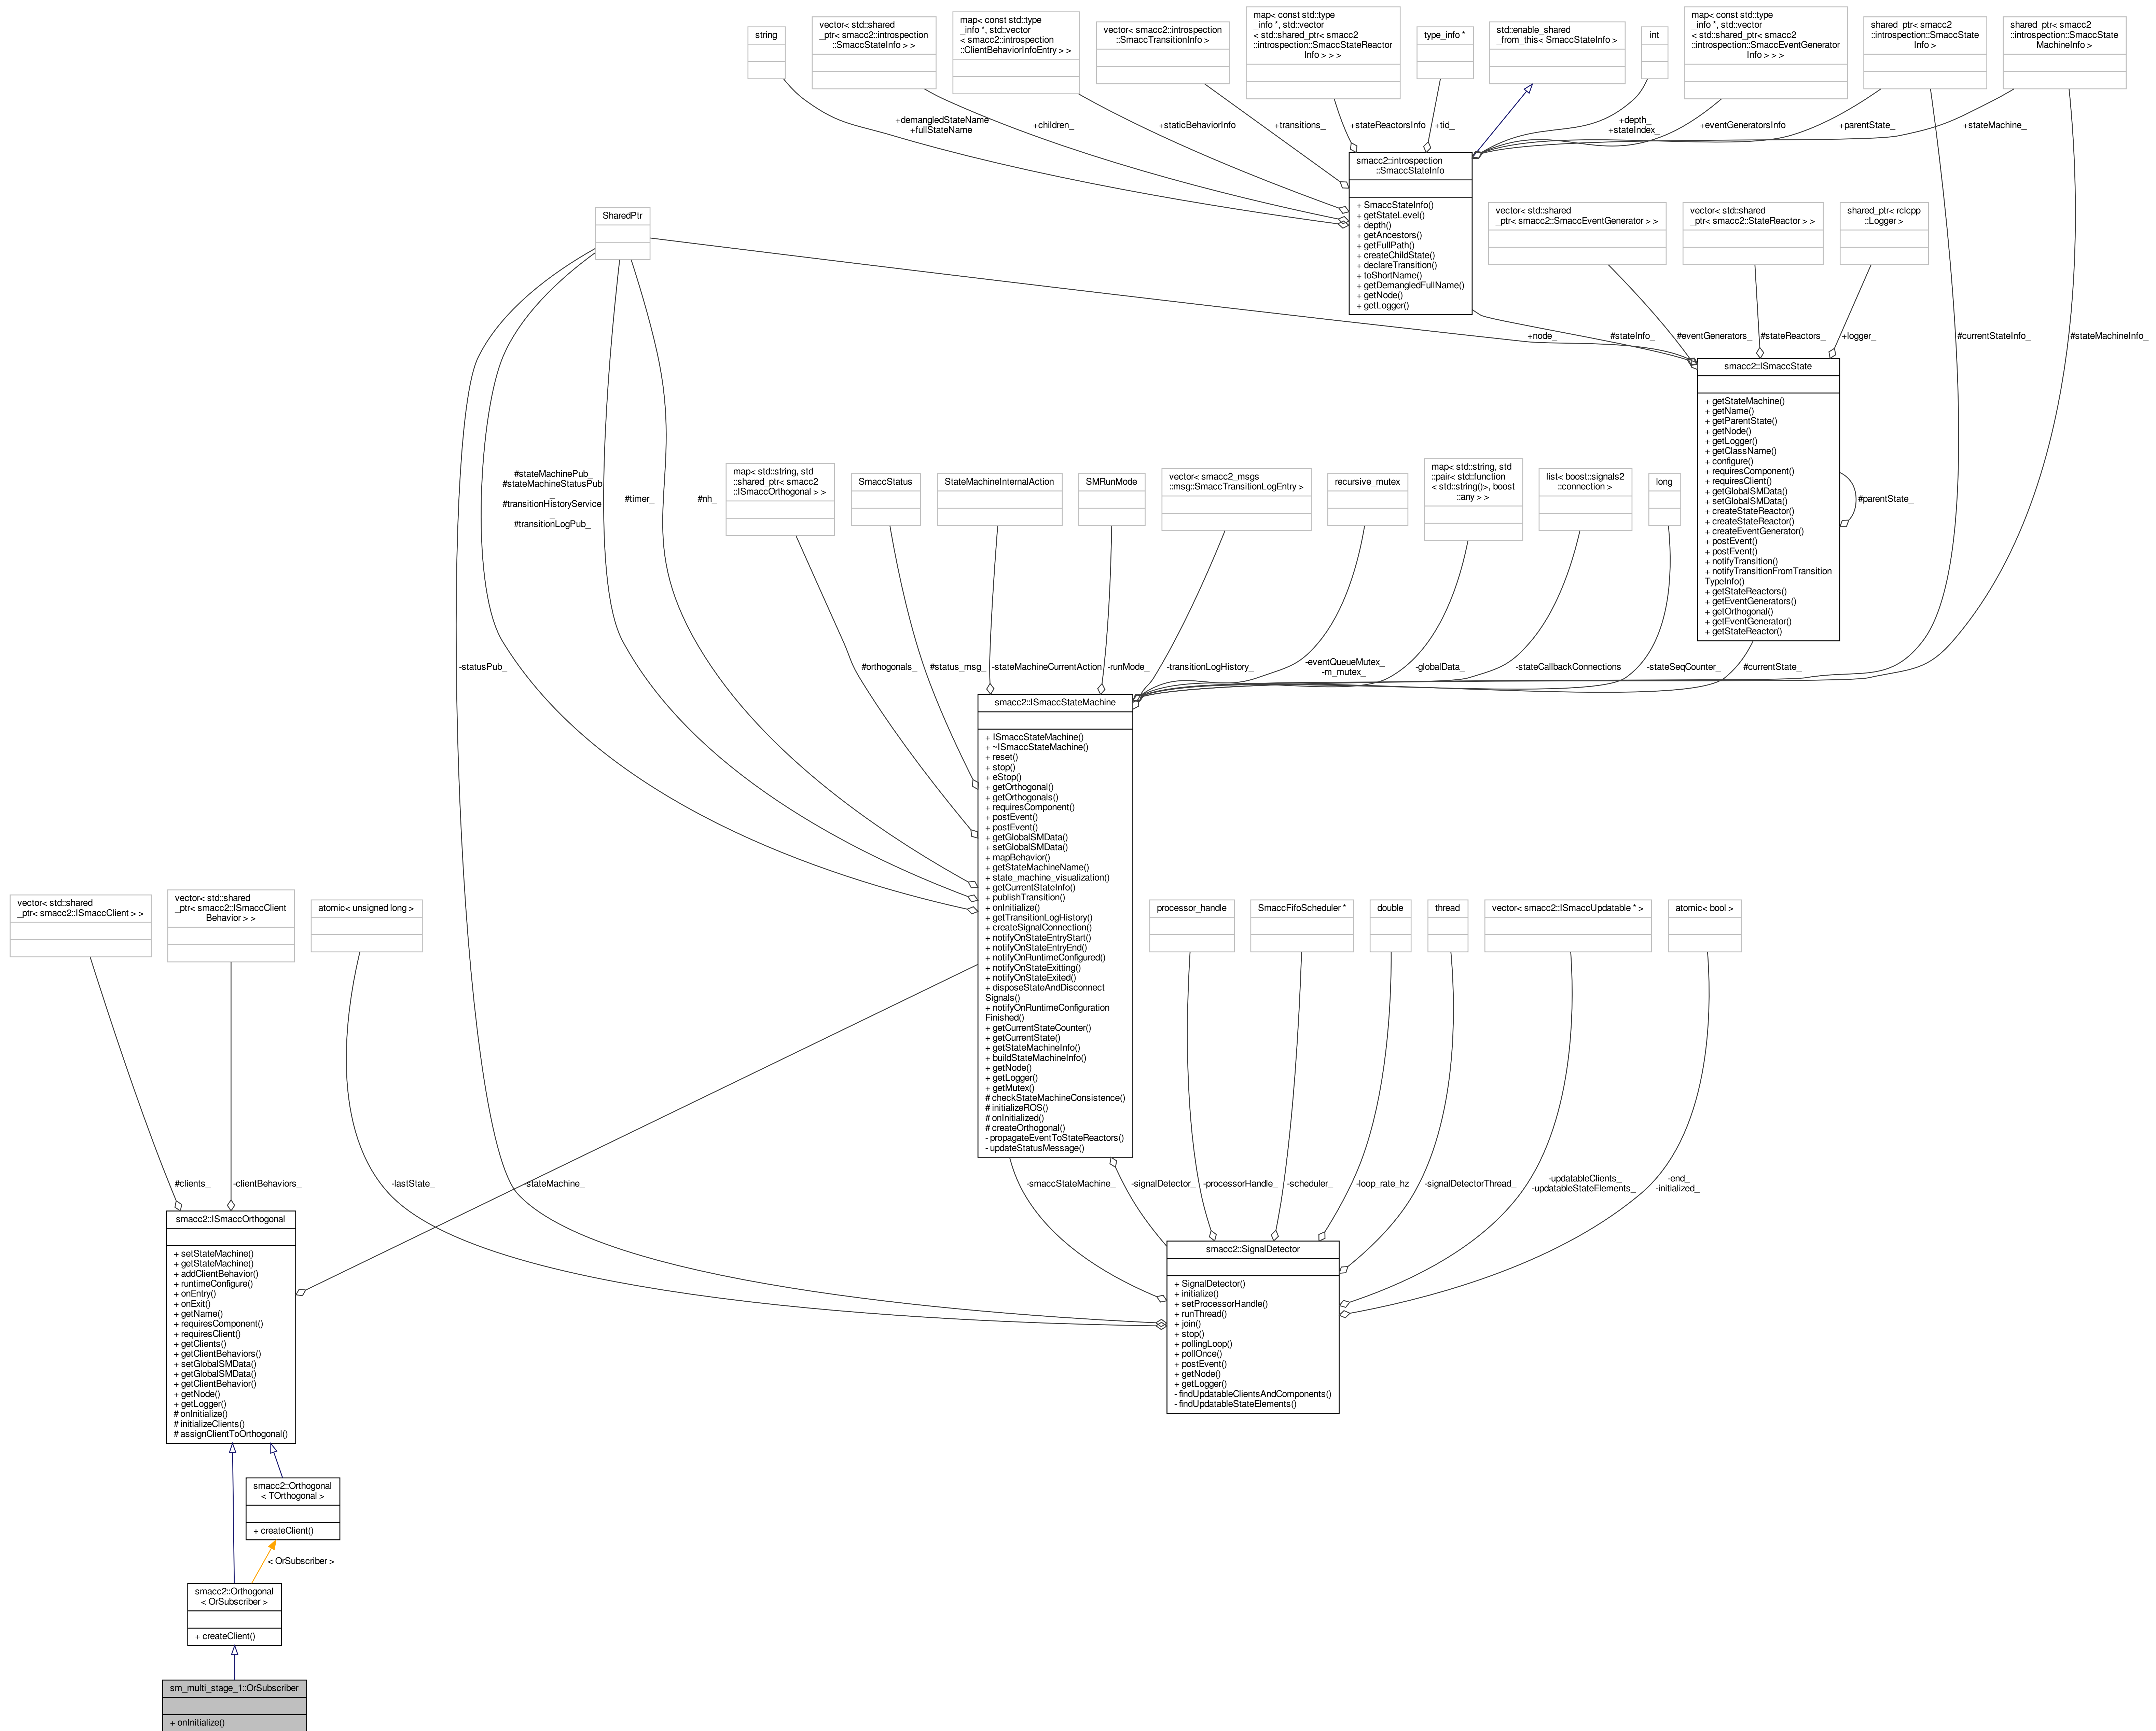 string
vector< std::shared
_ptr< smacc2::introspection
::SmaccStateInfo > >
map< const std::type
_info *, std::vector
< smacc2::introspection
::ClientBehaviorInfoEntry > >
vector< smacc2::introspection
::SmaccTransitionInfo >
map< const std::type
_info *, std::vector
< std::shared_ptr< smacc2
::introspection::SmaccStateReactor
Info > > >
type_info *
std::enable_shared
_from_this< SmaccStateInfo >
int
map< const std::type
_info *, std::vector
< std::shared_ptr< smacc2
::introspection::SmaccEventGenerator
Info > > >
shared_ptr< smacc2
::introspection::SmaccState
Info >
shared_ptr< smacc2
::introspection::SmaccState
MachineInfo >
+demangledStateName
+fullStateName
+children_
+staticBehaviorInfo
+transitions_
+stateReactorsInfo
+tid_
+depth_
+stateIndex_
+eventGeneratorsInfo
+parentState_
+stateMachine_
smacc2::introspection
::SmaccStateInfo
+ SmaccStateInfo()
+ getStateLevel()
+ depth()
+ getAncestors()
+ getFullPath()
+ createChildState()
+ declareTransition()
+ toShortName()
+ getDemangledFullName()
+ getNode()
+ getLogger()
SharedPtr
vector< std::shared
_ptr< smacc2::SmaccEventGenerator > >
vector< std::shared
_ptr< smacc2::StateReactor > >
shared_ptr< rclcpp
::Logger >
+node_
#stateInfo_
#eventGenerators_
#stateReactors_
+logger_
#currentStateInfo_
#stateMachineInfo_
smacc2::ISmaccState
+ getStateMachine()
+ getName()
+ getParentState()
+ getNode()
+ getLogger()
+ getClassName()
+ configure()
+ requiresComponent()
+ requiresClient()
+ getGlobalSMData()
+ setGlobalSMData()
+ createStateReactor()
+ createStateReactor()
+ createEventGenerator()
+ postEvent()
+ postEvent()
+ notifyTransition()
+ notifyTransitionFromTransition
TypeInfo()
+ getStateReactors()
+ getEventGenerators()
+ getOrthogonal()
+ getEventGenerator()
+ getStateReactor()
#parentState_
#stateMachinePub_
#stateMachineStatusPub
_
#transitionHistoryService
_
#transitionLogPub_
#timer_
#nh_
map< std::string, std
::shared_ptr< smacc2
::ISmaccOrthogonal > >
SmaccStatus
StateMachineInternalAction
SMRunMode
vector< smacc2_msgs
::msg::SmaccTransitionLogEntry >
recursive_mutex
map< std::string, std
::pair< std::function
< std::string()>, boost
::any > >
list< boost::signals2
::connection >
long
-statusPub_
#orthogonals_
#status_msg_
-stateMachineCurrentAction
-runMode_
-transitionLogHistory_
-eventQueueMutex_
-m_mutex_
-globalData_
-stateCallbackConnections
-stateSeqCounter_
#currentState_
smacc2::ISmaccStateMachine
+ ISmaccStateMachine()
+ ~ISmaccStateMachine()
+ reset()
+ stop()
+ eStop()
+ getOrthogonal()
+ getOrthogonals()
+ requiresComponent()
+ postEvent()
+ postEvent()
+ getGlobalSMData()
+ setGlobalSMData()
+ mapBehavior()
+ getStateMachineName()
+ state_machine_visualization()
+ getCurrentStateInfo()
+ publishTransition()
+ onInitialize()
+ getTransitionLogHistory()
+ createSignalConnection()
+ notifyOnStateEntryStart()
+ notifyOnStateEntryEnd()
+ notifyOnRuntimeConfigured()
+ notifyOnStateExitting()
+ notifyOnStateExited()
+ disposeStateAndDisconnect
Signals()
+ notifyOnRuntimeConfiguration
Finished()
+ getCurrentStateCounter()
+ getCurrentState()
+ getStateMachineInfo()
+ buildStateMachineInfo()
+ getNode()
+ getLogger()
+ getMutex()
# checkStateMachineConsistence()
# initializeROS()
# onInitialized()
# createOrthogonal()
- propagateEventToStateReactors()
- updateStatusMessage()
vector< std::shared
_ptr< smacc2::ISmaccClient > >
vector< std::shared
_ptr< smacc2::ISmaccClient
Behavior > >
atomic< unsigned long >
processor_handle
SmaccFifoScheduler *
double
thread
vector< smacc2::ISmaccUpdatable * >
atomic< bool >
#clients_
-clientBehaviors_
-lastState_
-stateMachine_
-smaccStateMachine_
-signalDetector_
-processorHandle_
-scheduler_
-loop_rate_hz
-signalDetectorThread_
-updatableClients_
-updatableStateElements_
-end_
-initialized_
smacc2::ISmaccOrthogonal
+ setStateMachine()
+ getStateMachine()
+ addClientBehavior()
+ runtimeConfigure()
+ onEntry()
+ onExit()
+ getName()
+ requiresComponent()
+ requiresClient()
+ getClients()
+ getClientBehaviors()
+ setGlobalSMData()
+ getGlobalSMData()
+ getClientBehavior()
+ getNode()
+ getLogger()
# onInitialize()
# initializeClients()
# assignClientToOrthogonal()
smacc2::SignalDetector
+ SignalDetector()
+ initialize()
+ setProcessorHandle()
+ runThread()
+ join()
+ stop()
+ pollingLoop()
+ pollOnce()
+ postEvent()
+ getNode()
+ getLogger()
- findUpdatableClientsAndComponents()
- findUpdatableStateElements()
smacc2::Orthogonal
< TOrthogonal >
+ createClient()
< OrSubscriber >
smacc2::Orthogonal
< OrSubscriber >
+ createClient()
sm_multi_stage_1::OrSubscriber
+ onInitialize()